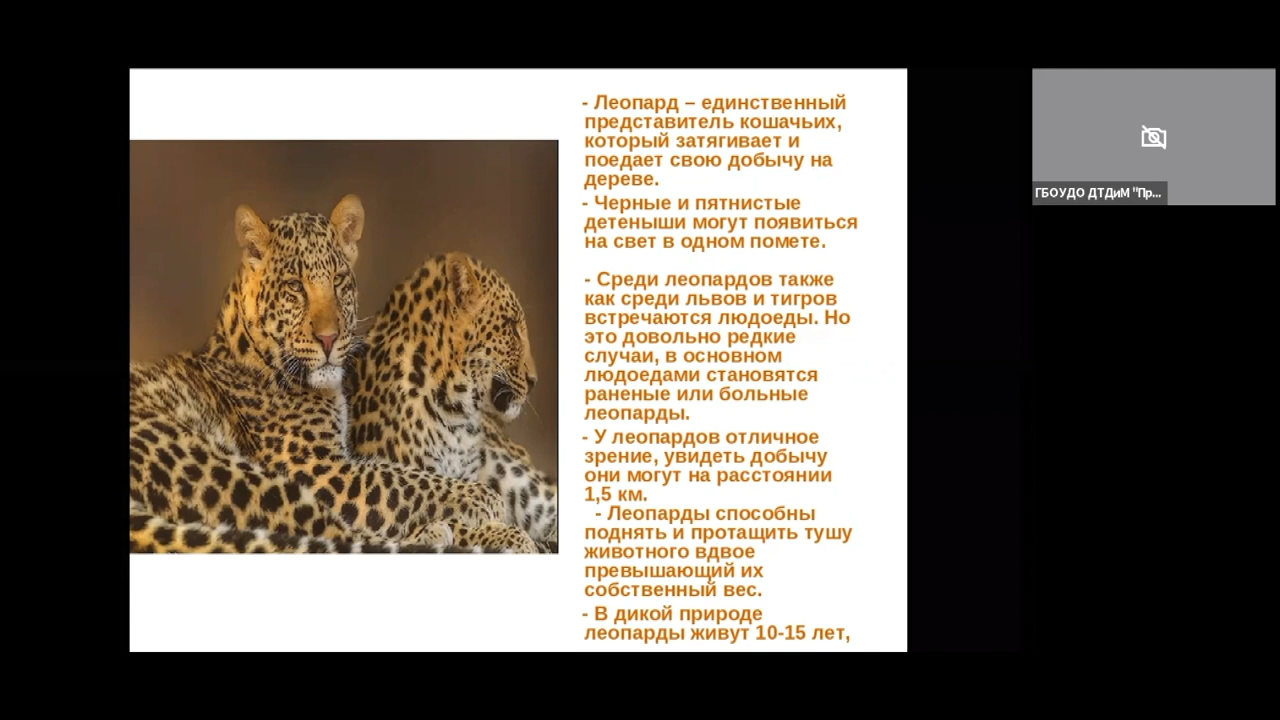 - Леопард – единственный
представитель кошачьих,
который затягивает и
поедает свою добычу на
дереве.
- Черные и пятнистые
детеныши могут появиться
на свет в одном помете.
- Среди леопардов также
как среди львов и тигров
встречаются людоеды. Но
это довольно редкие
случаи, в основном
людоедами становятся
раненые или больные
леопарды.
- У леопардов отличное
зрение, увидеть добычу
они могут на расстоянии
1,5 км.
- Леопарды способны
поднять и протащить тушу
животного вдвое
превышающий их
собственный вес.
- В дикой природе
леопарды живут 10-15 лет,
ГБОУДО ДТДиМ "Пр...